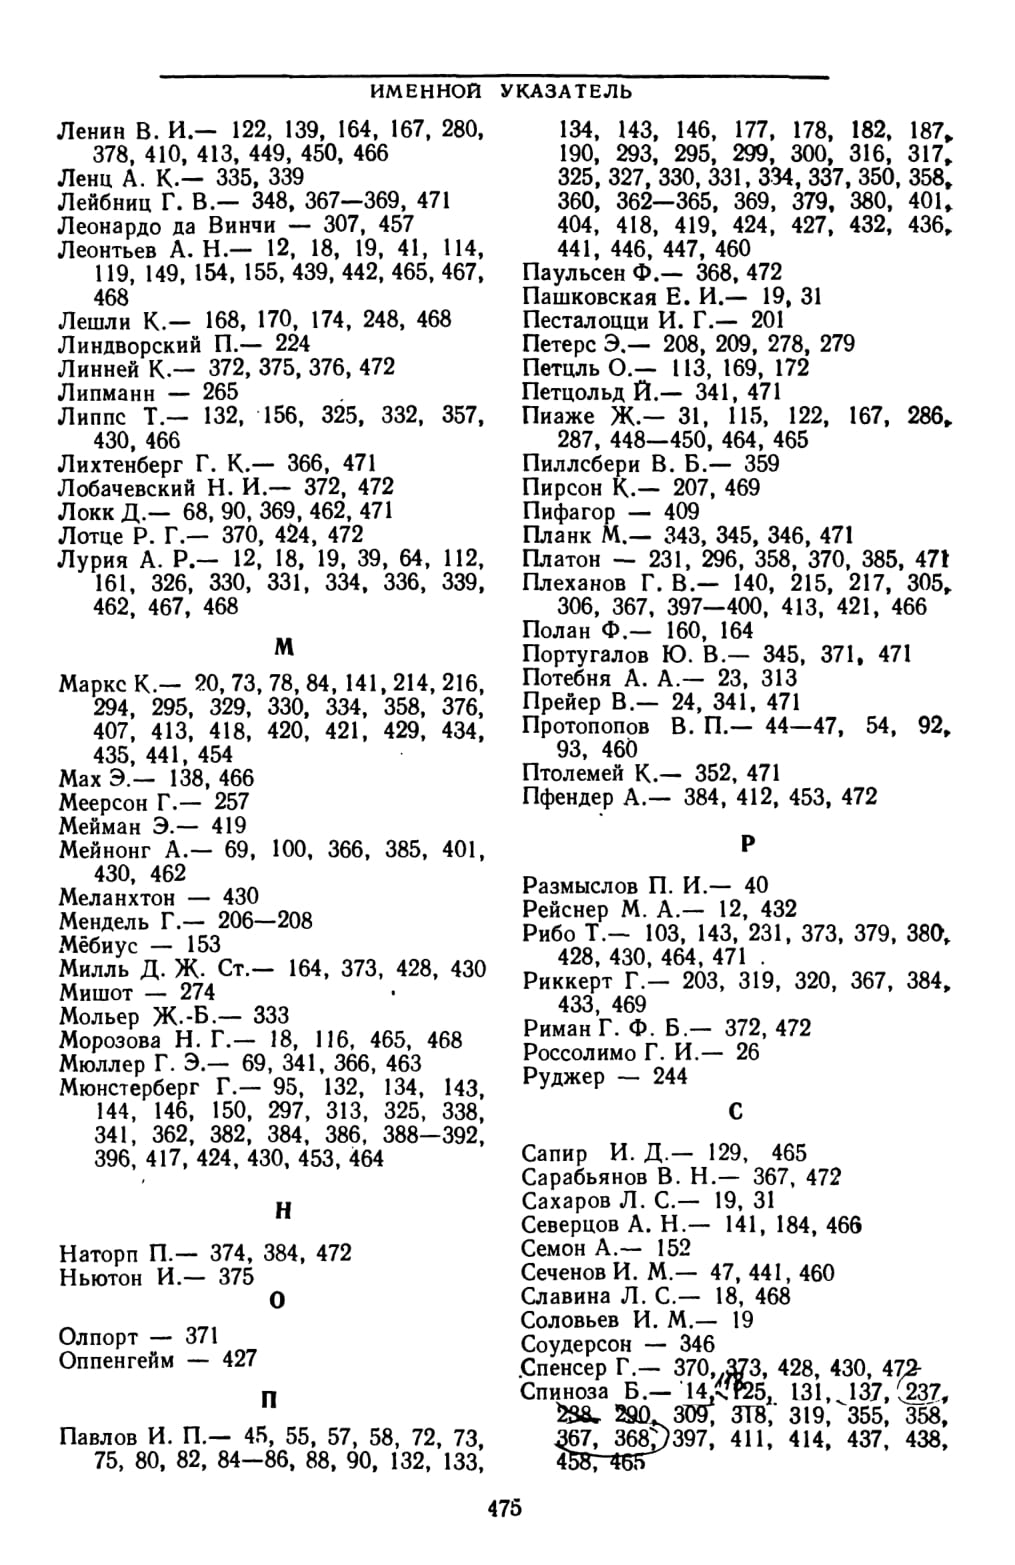 ИМЕННОЙ УКАЗАТЕЛЬ
Ленин В. И.— 122, 139, 164, 167, 280,
378, 410, 413, 449, 450, 466
Ленц А. К.— 335, 339
Лейбниц Г. В.— 348, 367—369, 471
Леонардо да Винчи — 307, 457
Леонтьев А. Н.— 12, 18, 19, 41, 114,
119, 149, 154, 155, 439, 442, 465, 467,
468
Лешли К.— 168, 170, 174, 248, 468
Линдворский П.— 224
Линней К.— 372, 375, 376, 472
Липманн — 265
Липпс Т.— 132, 156, 325, 332, 357,
430, 466
Лихтенберг Г. К.— 366, 471
Лобачевский Н. И.— 372, 472
Локк Д.— 68, 90, 369, 462, 471
Лотце Р. Г.— 370, 424, 472
Лурия А. Р.— 12, 18, 19, 39, 64, 112,
161, 326, 330, 331, 334, 336, 339,
462, 467, 468
М
Маркс К.— 20, 73, 78, 84, 141, 214, 216,
294, 295, 329, 330, 334, 358, 376,
407, 413, 418, 420, 421, 429, 434,
435, 441, 454
Мах Э.— 138, 466
Меерсон Г.— 257
Мейман Э.— 419
Мейнонг А.— 69, 100, 366, 385, 401,
430, 462
Меланхтон — 430
Мендель Г.— 206—208
Мёбиус — 153
Милль Д. Ж. Ст.— 164, 373, 428, 430
Мишот — 274
Мольер Ж.-Б.— 333
Морозова Н. Г.— 18, 116, 465, 468
Мюллер Г. Э.— 69, 341, 366, 463
Мюнстерберг Г.— 95, 132, 134, 143,
144, 146, 150, 297, 313, 325, 338,
341, 362, 382, 384, 386, 388—392,
396, 417, 424, 430, 453, 464
Н
Наторп П.— 374, 384, 472
Ньютон И.— 375
О
Олпорт — 371
Оппенгейм — 427
П
Павлов И. П.— 45, 55, 57, 58, 72, 73,
75, 80, 82, 84—86, 88, 90, 132, 133,
134, 143, 146, 177, 178, 182, 187,
190, 293, 295, 299, 300, 316, 317,
325, 327, 330, 331, 334, 337, 350, 358,
360, 362—365, 369, 379, 380, 401,
404, 418, 419, 424, 427, 432, 436,
441, 446, 447, 460
Паульсен Ф.— 368, 472
Пашковская Е. И.— 19, 31
Песталоцци И. Г.— 201
Петерс Э.— 208, 209, 278, 279
Петцль О.— 113, 169, 172
Петцольд Й.— 341, 471
Пиаже Ж.— 31, 115, 122, 167, 286,
287, 448—450, 464, 465
Пиллсбери В. Б.— 359
Пирсон К.— 207, 469
Пифагор — 409
Планк М.— 343, 345, 346, 471
Платон — 231, 296, 358, 370, 385, 471
Плеханов Г. В.— 140, 215, 217, 305,
306, 367, 397—400, 413, 421, 466
Полан Ф.— 160, 164
Португалов Ю. В.— 345, 371, 471
Потебня А. А.— 23, 313
Прейер В.— 24, 341, 471
Протопопов В. П.— 44—47, 54, 92,
93, 460
Птолемей К.— 352, 471
Пфендер А.— 384, 412, 453, 472
Р
Размыслов П. И.— 40
Рейснер М. А.— 12, 432
Рибо Т.— 103, 143, 231, 373, 379, 380,
428, 430, 464, 471
Риккерт Г.— 203, 319, 320, 367, 384,
433, 469
Риман Г. Ф. Б.— 372, 472
Россолимо Г. И.— 26
Руджер — 244
С
Сапир И. Д.— 129, 465
Сарабьянов В. Н.— 367, 472
Сахаров Л. С.— 19, 31
Северцов А. Н.— 141, 184, 466
Семон А.— 152
Сеченов И. М.— 47, 441, 460
Славина Л. С.— 18, 468
Соловьев И. М.— 19
Соудерсон — 346
Спенсер Г.— 370, 373, 428, 430, 472
Спиноза Б.— 14, 125, 131, 137, 237,
238, 290, 309, 318, 319, 355, 358,
367, 368, 397, 411, 414, 437, 438,
458, 465
475